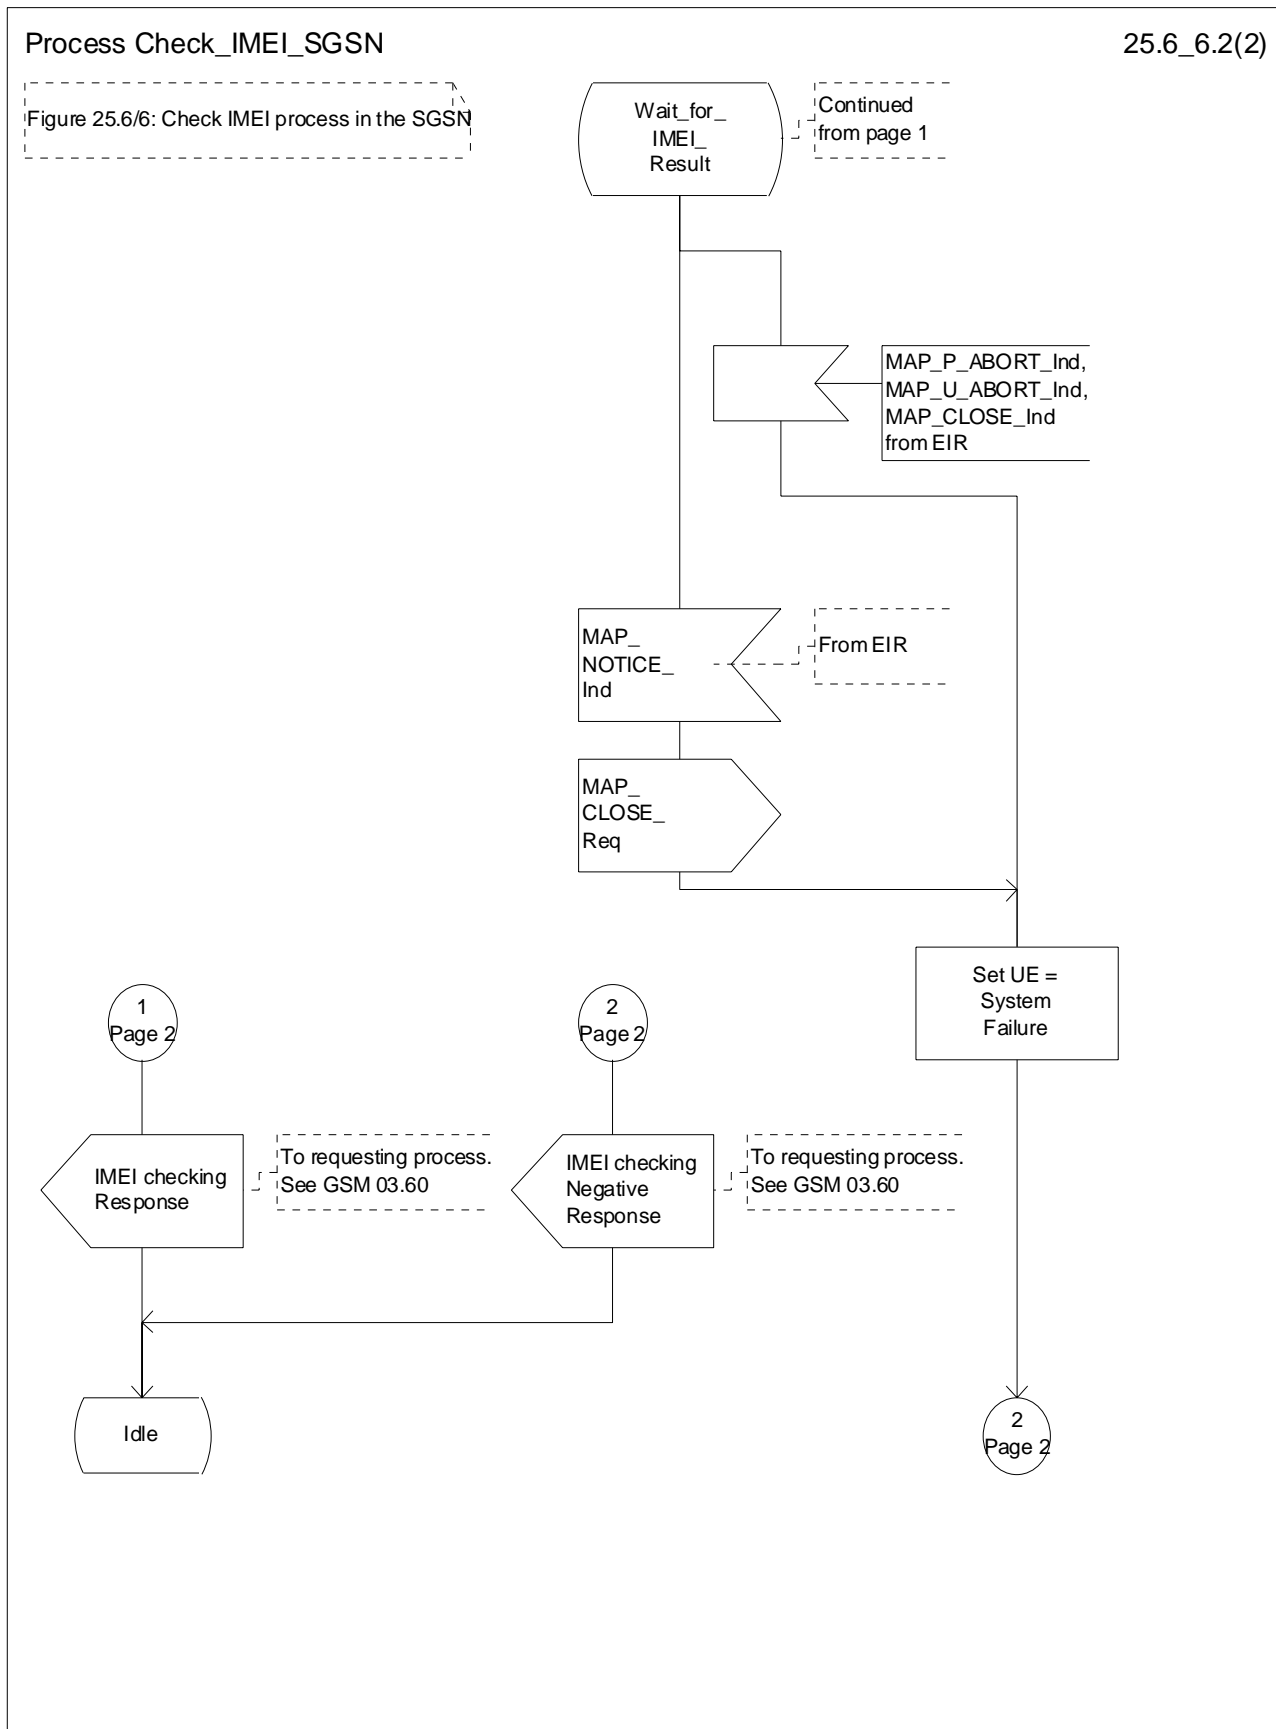 Process Check_IMEI_SGSN
25.6_6.2(2)
Figure 25.6/6: Check IMEI process in the SGSN
Wait_for_
IMEI_
Result
Continued
from page 1
MAP_P_ABORT_Ind,
MAP_U_ABORT_Ind,
MAP_CLOSE_Ind
from EIR
MAP_
NOTICE_
Ind
From EIR
MAP_
CLOSE_
Req
Set UE =
System
Failure
1
Page 2
2
Page 2
IMEI checking
Response
To requesting process.
See GSM 03.60
IMEI checking
Negative
Response
To requesting process.
See GSM 03.60
Idle
2
Page 2